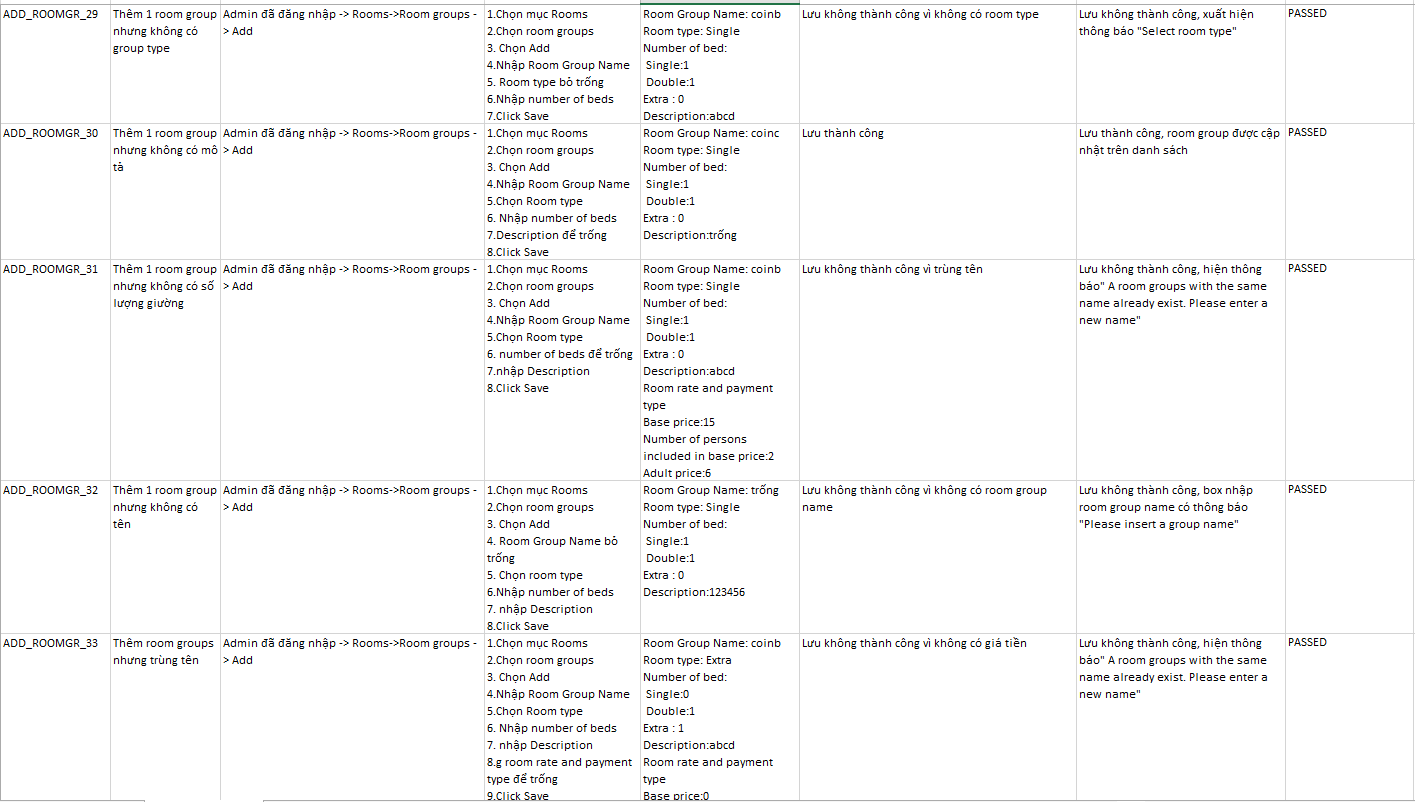 ADD_ROOMGR_29
Thêm 1 room group
nhưng không có
group type
Admin đã đăng nhập -> Rooms->Room groups -
> Add
1.Chọn mục Rooms
2.Chọn room groups
3. Chọn Add
4.Nhập Room Group Name
5. Room type bỏ trống
6.Nhập number of beds
7.Click Save
Room Group Name: coinb
Room type: Single
Number of bed:
Single:1
Double:1
Extra : 0
Description:abcd
Lưu không thành công vì không có room type
Lưu không thành công, xuất hiện
thông báo "Select room type"
PASSED
ADD_ROOMGR_30
Thêm 1 room group
nhưng không có mô
tả
Admin đã đăng nhập -> Rooms->Room groups -
> Add
1.Chọn mục Rooms
2.Chọn room groups
3. Chọn Add
4.Nhập Room Group Name
5.Chọn Room type
6. Nhập number of beds
7.Description để trống
8.Click Save
Room Group Name: coinc
Room type: Single
Number of bed:
Single:1
Double:1
Extra : 0
Description:trống
Lưu thành công
Lưu thành công, room group được cập
nhật trên danh sách
PASSED
ADD_ROOMGR_31
Thêm 1 room group
nhưng không có số
lượng giường
Admin đã đăng nhập -> Rooms->Room groups -
> Add
1.Chọn mục Rooms
2.Chọn room groups
3. Chọn Add
4.Nhập Room Group Name
5.Chọn Room type
6. number of beds để trống
7.nhập Description
8.Click Save
Room Group Name: coinb
Room type: Single
Number of bed:
Single:1
Double:1
Extra : 0
Description:abcd
Room rate and payment
type
Base price:15
Number of persons
included in base price:2
Adult price:6
Lưu không thành công vì trùng tên
Lưu không thành công, hiện thông
báo" A room groups with the same
name already exist. Please enter a
new name"
PASSED
ADD_ROOMGR_32
Thêm 1 room group
nhưng không có
tên
Admin đã đăng nhập -> Rooms->Room groups -
> Add
1.Chọn mục Rooms
2.Chọn room groups
3. Chọn Add
4. Room Group Name bỏ
trống
5. Chọn room type
6.Nhập number of beds
7. nhập Description
8.Click Save
Room Group Name: trống
Room type: Single
Number of bed:
Single:1
Double:1
Extra : 0
Description:123456
Lưu không thành công vì không có room group
name
Lưu không thành công, box nhập
room group name có thông báo
"Please insert a group name"
PASSED
ADD_ROOMGR_33
Thêm room groups
nhưng trùng tên
Admin đã đăng nhập -> Rooms->Room groups -
> Add
1.Chọn mục Rooms
2.Chọn room groups
3. Chọn Add
4.Nhập Room Group Name
5.Chọn Room type
6. Nhập number of beds
7. nhập Description
8.g room rate and payment
type để trống
9.Click Save
Room Group Name: coinb
Room type: Extra
Number of bed:
Single:0
Double:1
Extra : 1
Description:abcd
Room rate and payment
type
Base price:0
Lưu không thành công vì không có giá tiền
Lưu không thành công, hiện thông
báo" A room groups with the same
name already exist. Please enter a
new name"
PASSED